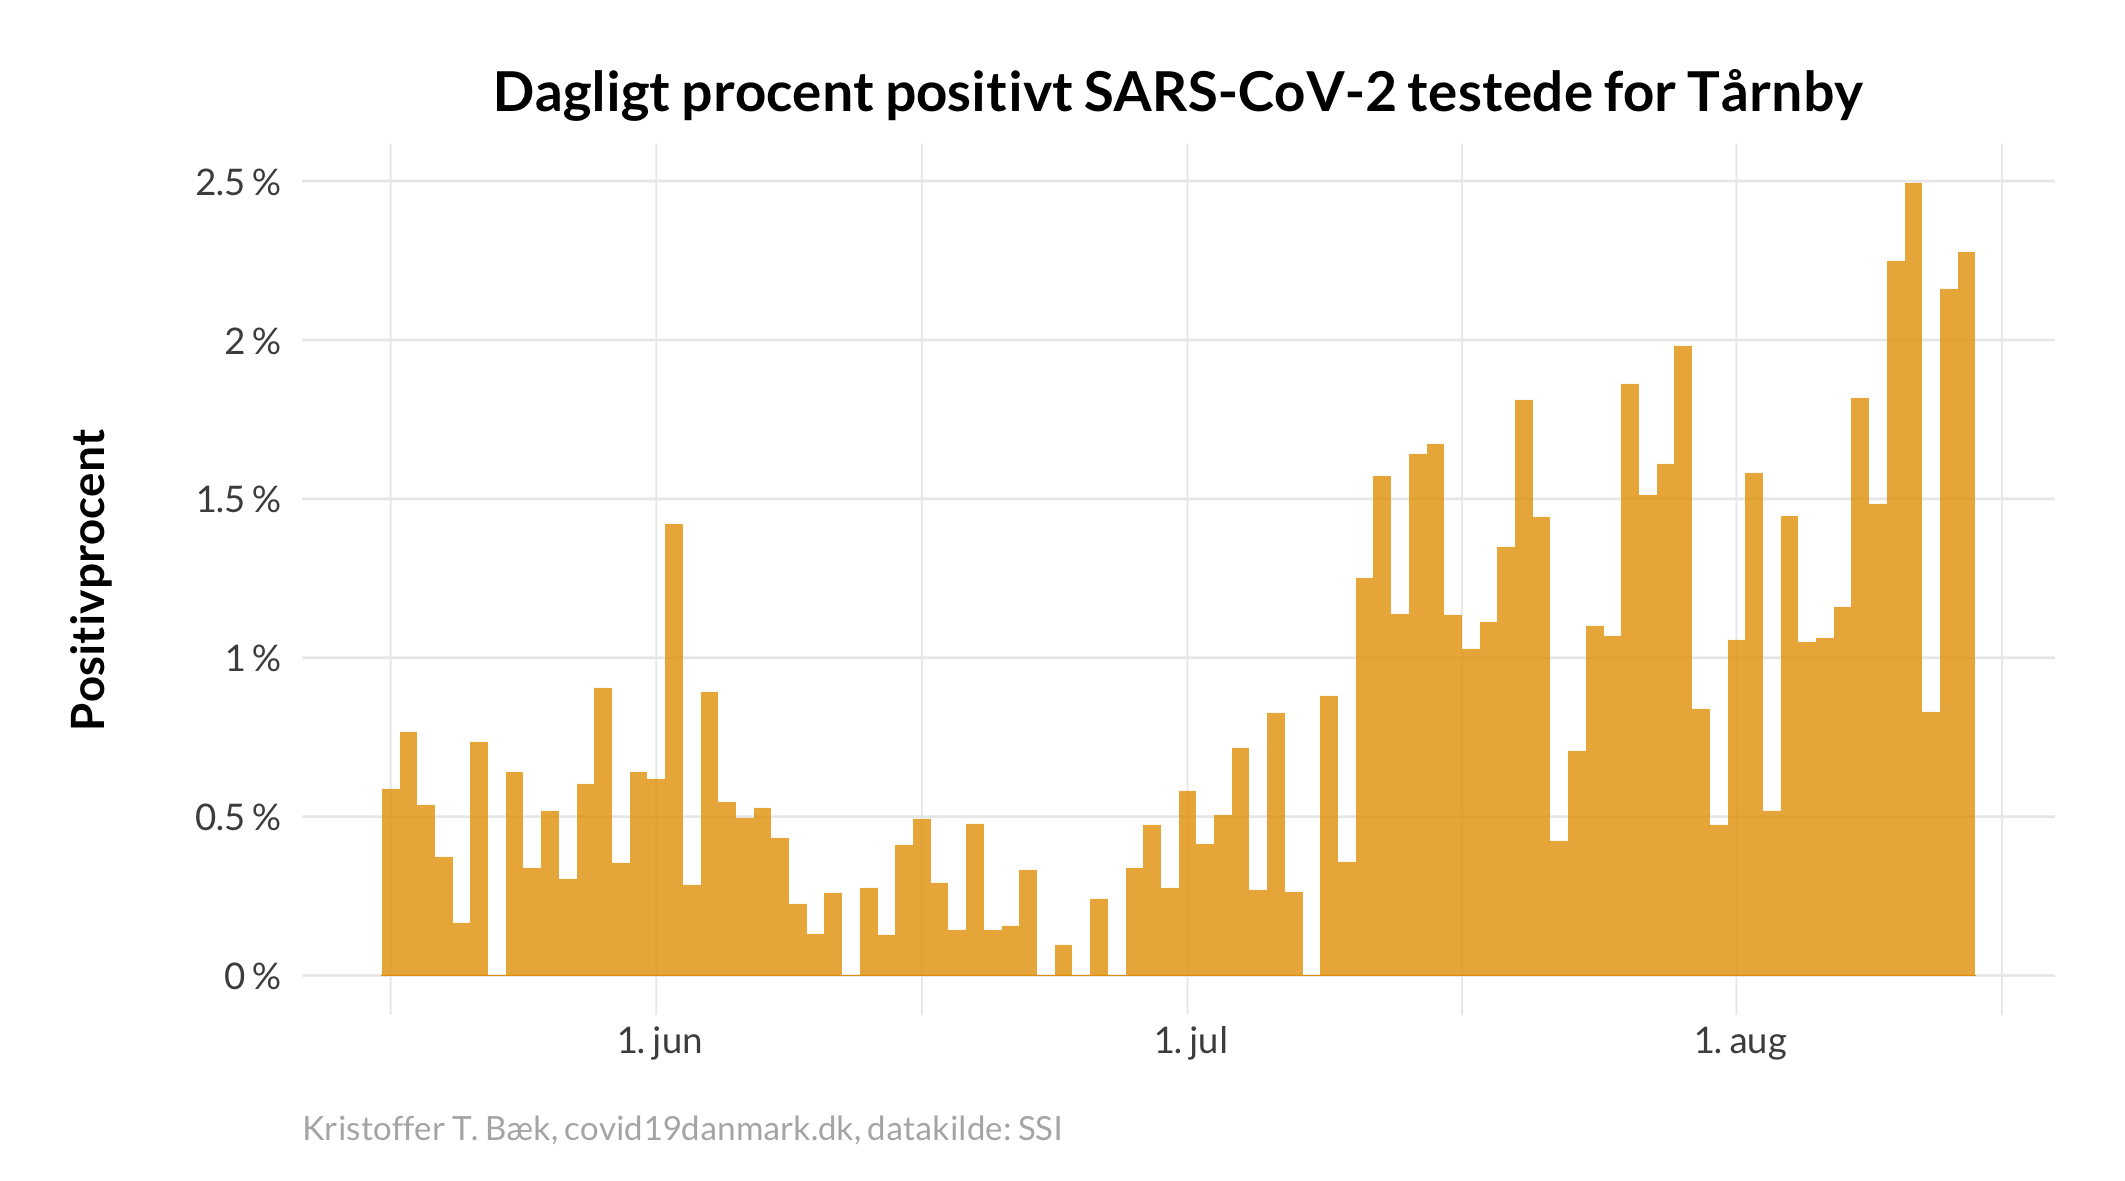 Dagligt procent positivt SARS-CoV-2 testede for Tårnby
Positivprocent
2.5 %
2 %
1.5 %
1 %
0.5 %
0 %
1. jun
1. jul
1. aug
Kristoffer T. Bæk, covid19danmark.dk, datakilde: SSI